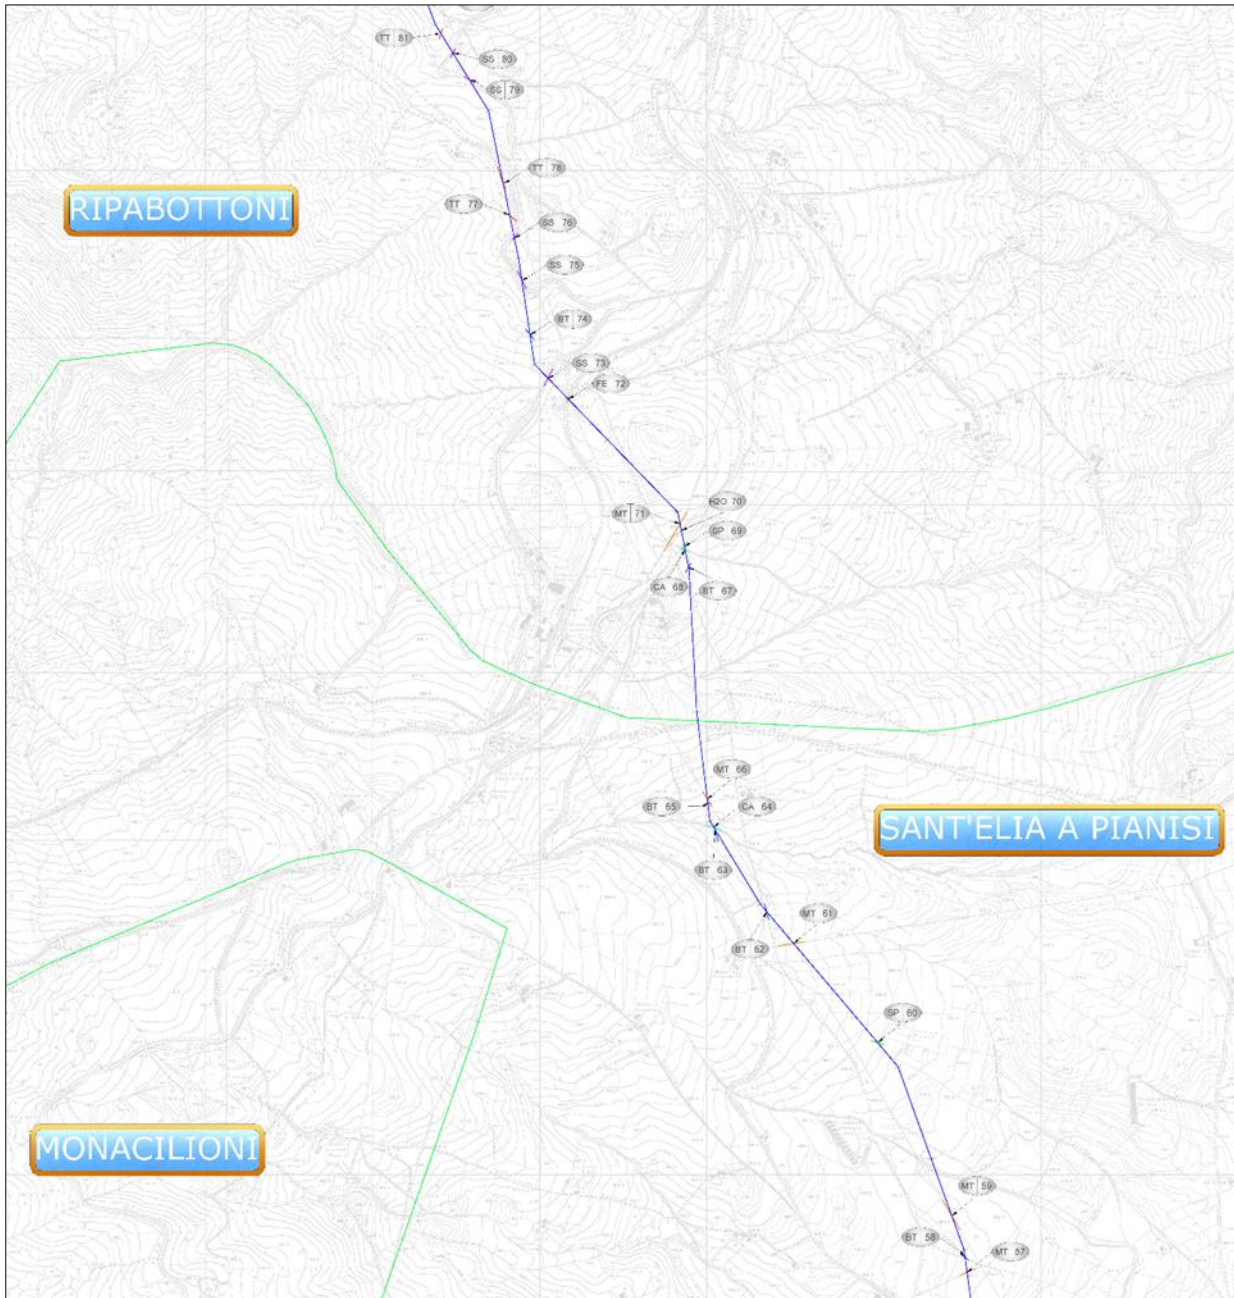 TT 81
SS 80
SS 79
TT 78
RIPABOTTONI
TT 77
SS 76
SS 75
BT 74
SS 73
FE 72
H2O 70
MT 71
SP 69
CA 68
BT 67
MT 66
BT 65
CA 64
SANT'ELIA A PIANISI
BT 63
MT 61
BT 62
SP 60
MONACILIONI
MT 59
BT 58
MT 57